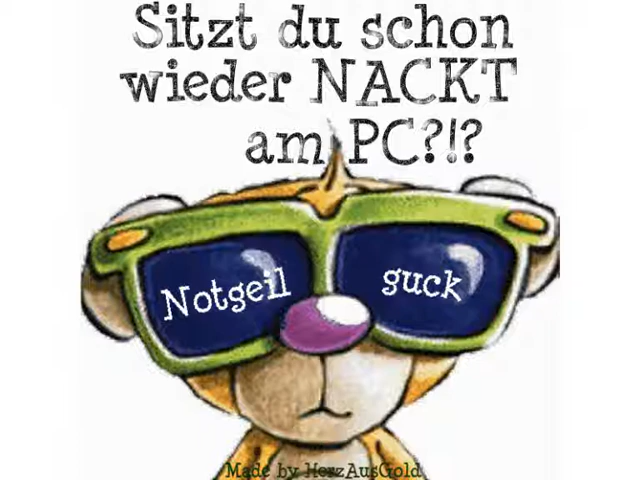 Sitzt du schon
wieder NACKT
am PC?!?
Notgeil guck
Made by HerzAusGold